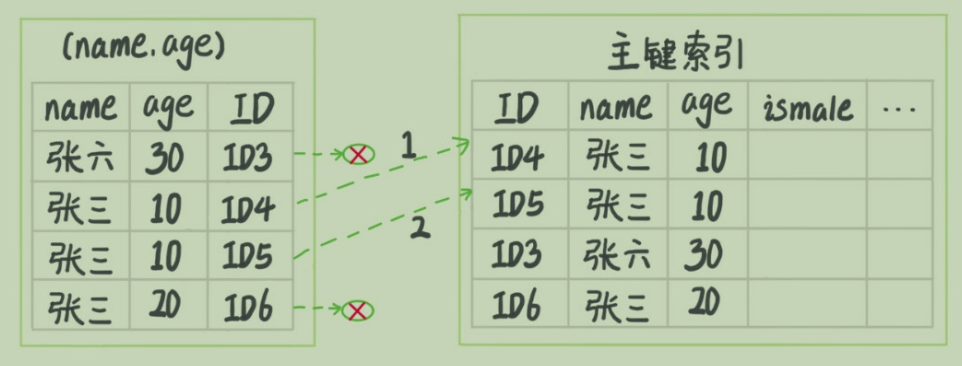 (name.age)
name age ID
张六 30 ID3
张三 10 ID4
张三 10 ID5
张三 20 ID6
1
2
主键索引
ID name age ismale ...
ID4 张三 10
ID5 张三 10
ID3 张六 30
ID6 张三 20